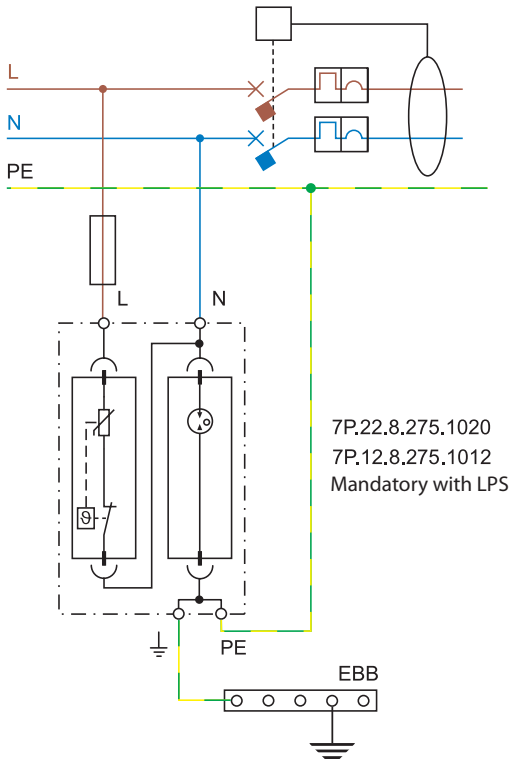 L
N
PE
L
N
ϑ
7P.22.8.275.1020
7P.12.8.275.1012
Mandatory with LPS
PE
EBB